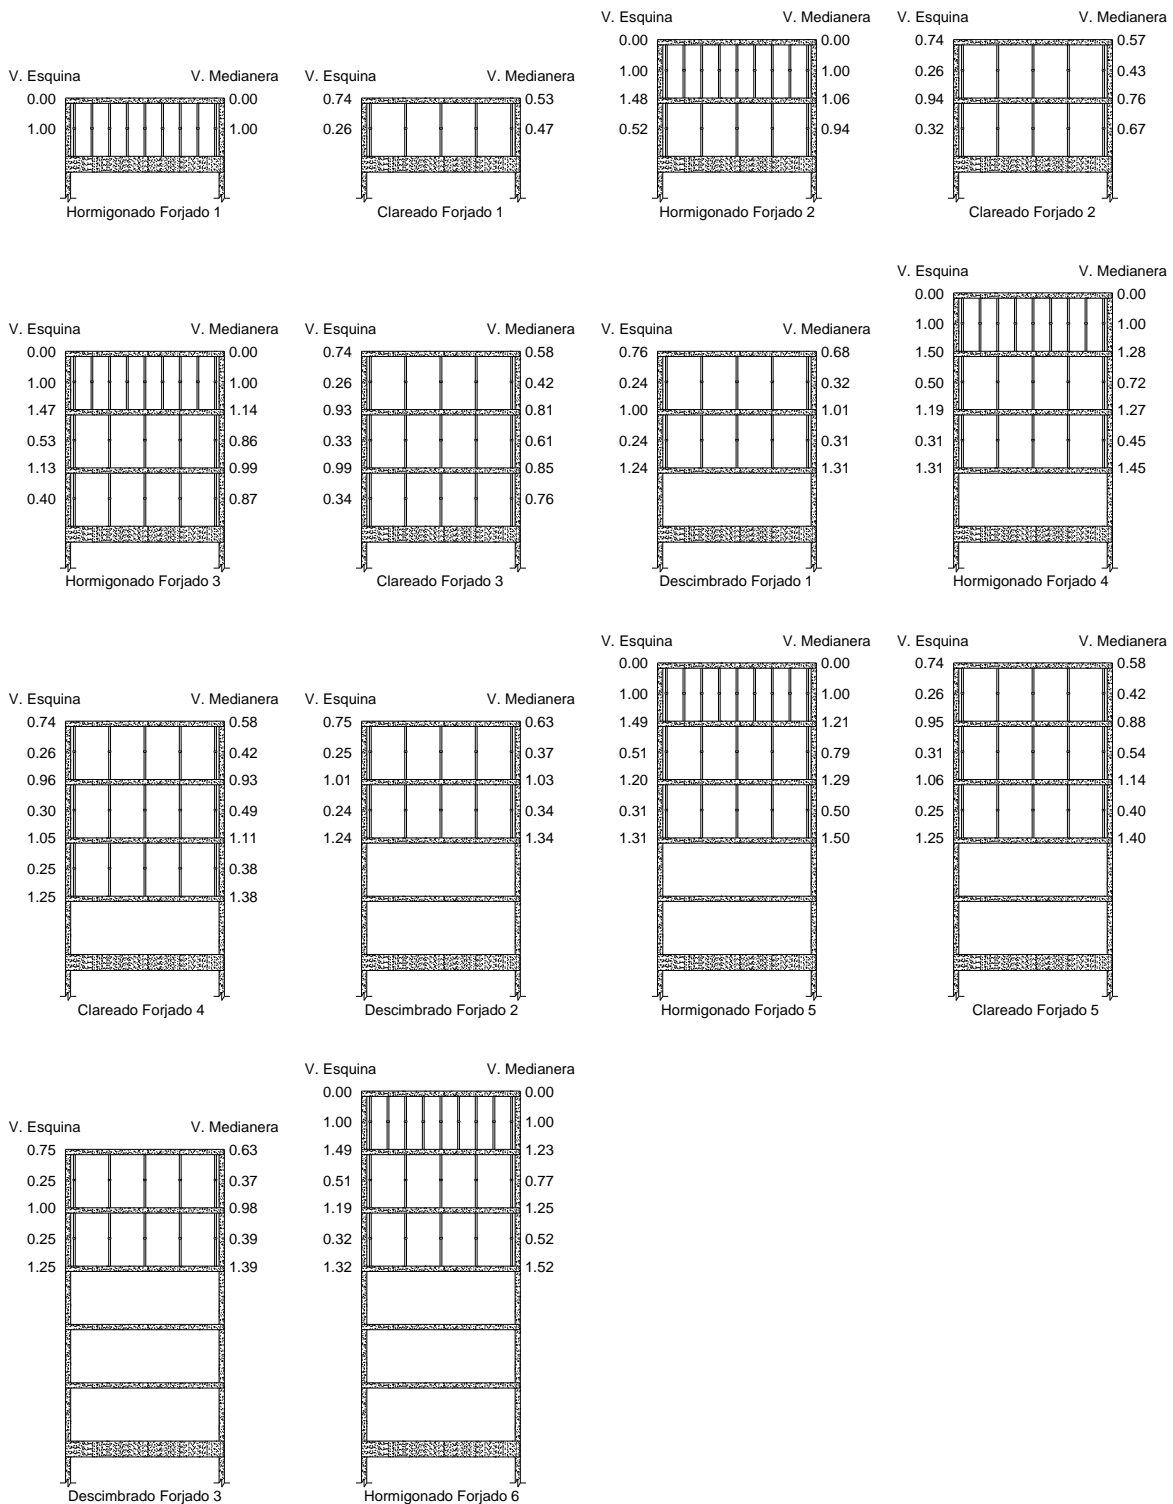 V. Esquina V. Medianera
0.00 0.00
1.00 1.00
Hormigonado Forjado 1
V. Esquina V. Medianera
0.74 0.53
0.26 0.47
Clareado Forjado 1
V. Esquina V. Medianera
0.00 0.00
1.00 1.00
1.48 1.06
0.52 0.94
Hormigonado Forjado 2
V. Esquina V. Medianera
0.74 0.57
0.26 0.43
0.94 0.76
0.32 0.67
Clareado Forjado 2
V. Esquina V. Medianera
0.00 0.00
1.00 1.00
1.47 1.14
0.53 0.86
1.13 0.99
0.40 0.87
Hormigonado Forjado 3
V. Esquina V. Medianera
0.74 0.58
0.26 0.42
0.93 0.81
0.33 0.61
0.99 0.85
0.34 0.76
Clareado Forjado 3
V. Esquina V. Medianera
0.76 0.68
0.24 0.32
1.00 1.01
0.24 0.31
1.24 1.31
Descimbrado Forjado 1
V. Esquina V. Medianera
0.00 0.00
1.00 1.00
1.50 1.28
0.50 0.72
1.19 1.27
0.31 0.45
1.31 1.45
Hormigonado Forjado 4
V. Esquina V. Medianera
0.74 0.58
0.26 0.42
0.96 0.93
0.30 0.49
1.05 1.11
0.25 0.38
1.25 1.38
Clareado Forjado 4
V. Esquina V. Medianera
0.75 0.63
0.25 0.37
1.01 1.03
0.24 0.34
1.24 1.34
Descimbrado Forjado 2
V. Esquina V. Medianera
0.00 0.00
1.00 1.00
1.49 1.21
0.51 0.79
1.20 1.29
0.31 0.50
1.31 1.50
Hormigonado Forjado 5
V. Esquina V. Medianera
0.74 0.58
0.26 0.42
0.95 0.88
0.31 0.54
1.06 1.14
0.25 0.40
1.25 1.40
Clareado Forjado 5
V. Esquina V. Medianera
0.75 0.63
0.25 0.37
1.00 0.98
0.25 0.39
1.25 1.39
Descimbrado Forjado 3
V. Esquina V. Medianera
0.00 0.00
1.00 1.00
1.49 1.23
0.51 0.77
1.19 1.25
0.32 0.52
1.32 1.52
Hormigonado Forjado 6